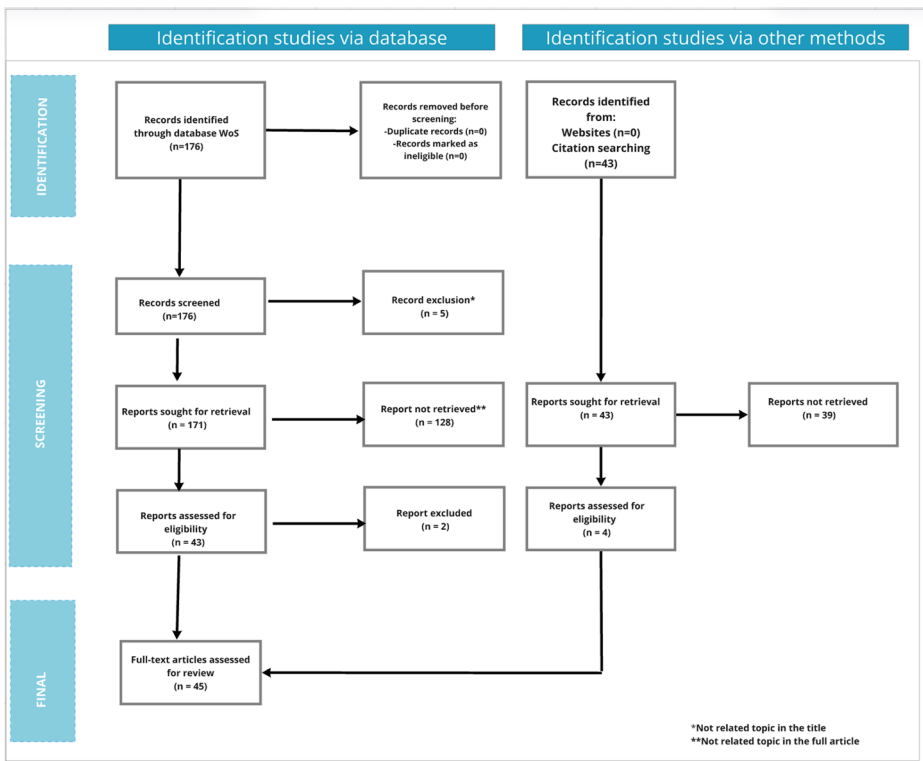 Identification studies via database
Identification studies via other methods
IDENTIFICATION
Records identified
through database WoS
(n=176)
Records removed before
screening:
-Duplicate records (n=0)
-Records marked as
ineligible (n=0)
Records identified
from:
Websites (n=0)
Citation searching
(n=43)
SCREENING
Records screened
(n=176)
Record exclusion*
(n = 5)
Reports sought for retrieval
(n = 171)
Report not retrieved**
(n = 128)
Reports sought for retrieval
(n = 43)
Reports not retrieved
(n = 39)
Reports assessed for
eligibility
(n = 43)
Report excluded
(n = 2)
Reports assessed for
eligibility
(n = 4)
FINAL
Full-text articles assessed
for review
(n = 45)
*Not related topic in the title
**Not related topic in the full article